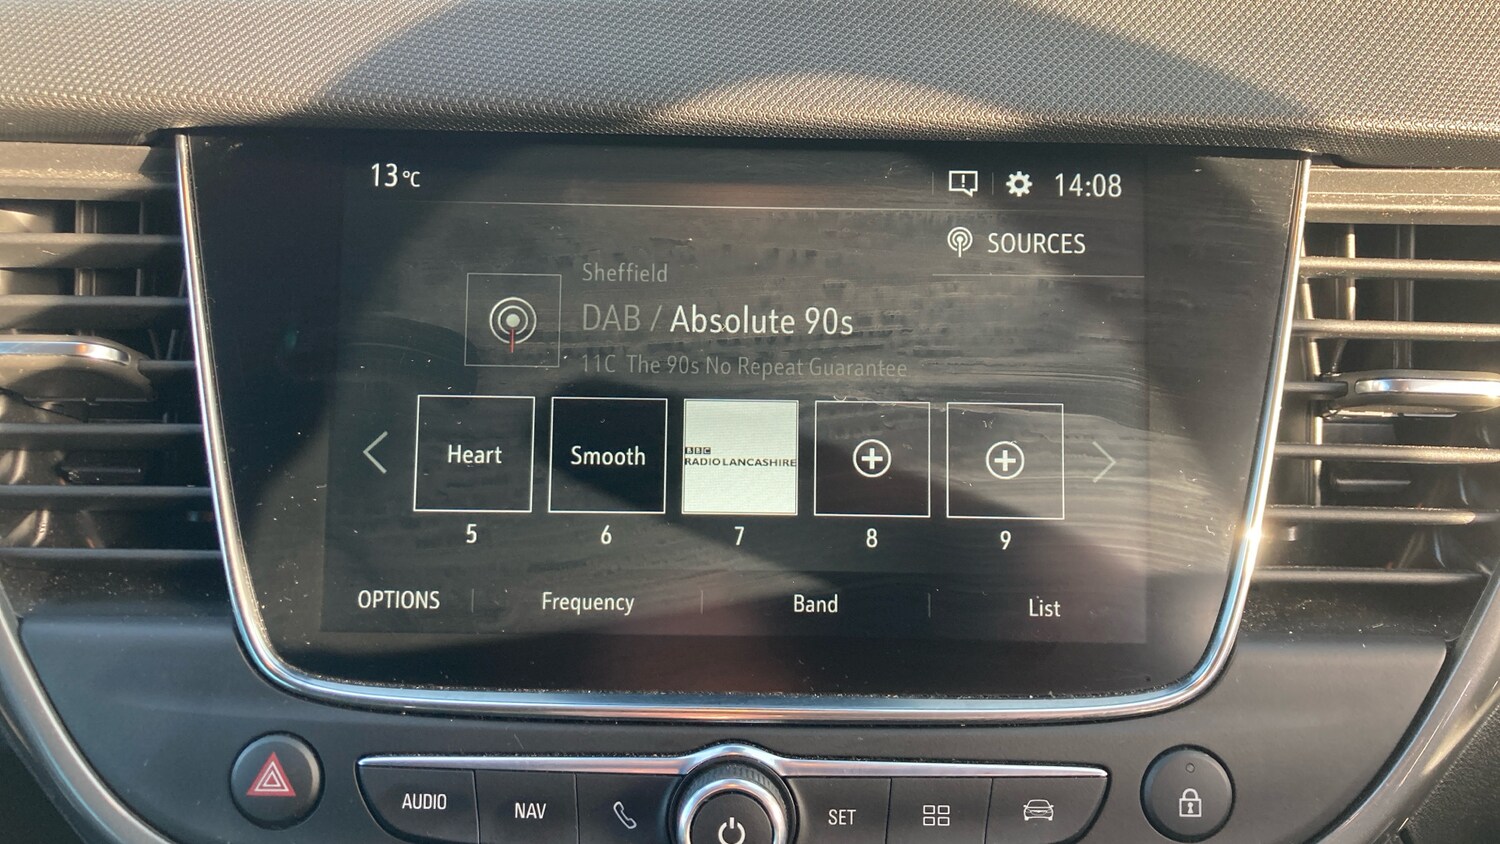 13°C
14:08
SOURCES
Sheffield
DAB / Absolute 90s
11C The 90s No Repeat Guarantee
Heart
Smooth
BBC
RADIO LANCASHIRE
5 6 7 8 9
OPTIONS Frequency Band List
AUDIO NAV SET